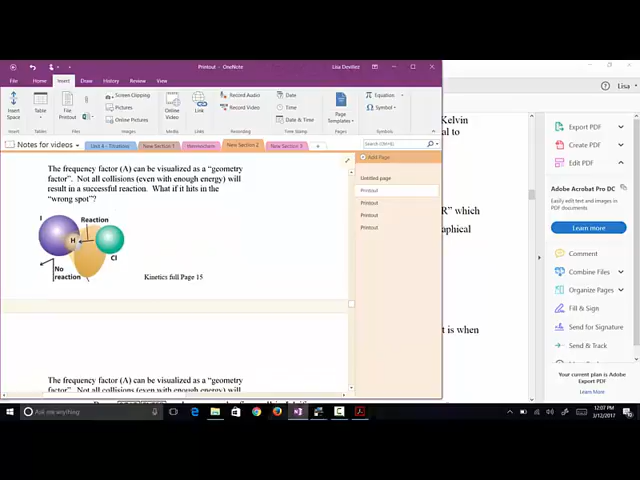 Printout - OneNote
Lisa Devillez
File
Home
Insert
Draw
History
Review
View
Insert Space
Table
File Printout
Screen Clipping
Pictures
Online Pictures
Online Video
Link
Record Audio
Record Video
Date
Time
Date & Time
Page Templates
Equation
Symbol
Insert
Tables
Files
Images
Media
Links
Recording
Time Stamp
Pages
Symbols
Notes for videos
Unit 4 - Titrations
New Section 1
thermochem
New Section 2
New Section 3
+
Search (Ctrl+E)
Add Page
Untitled page
Printout
Printout
Printout
Printout
The frequency factor (A) can be visualized as a "geometry
factor". Not all collisions (even with enough energy) will
result in a successful reaction. What if it hits in the
"wrong spot"?
I
Reaction
H
Cl
No
reaction
Kinetics full Page 15
The frequency factor (A) can be visualized as a "geometry
factor". Not all collisions (even with enough energy) will
Lisa
Kelvin
al to
R" which
aphical
t is when
Export PDF
Create PDF
Edit PDF
Adobe Acrobat Pro DC
Easily edit text and images in
PDF documents
Learn more
Comment
Combine Files
Organize Pages
Fill & Sign
Send for Signature
Send & Track
Your current plan is Adobe
Export PDF
Learn More
Ask me anything
12:07 PM
3/12/2017